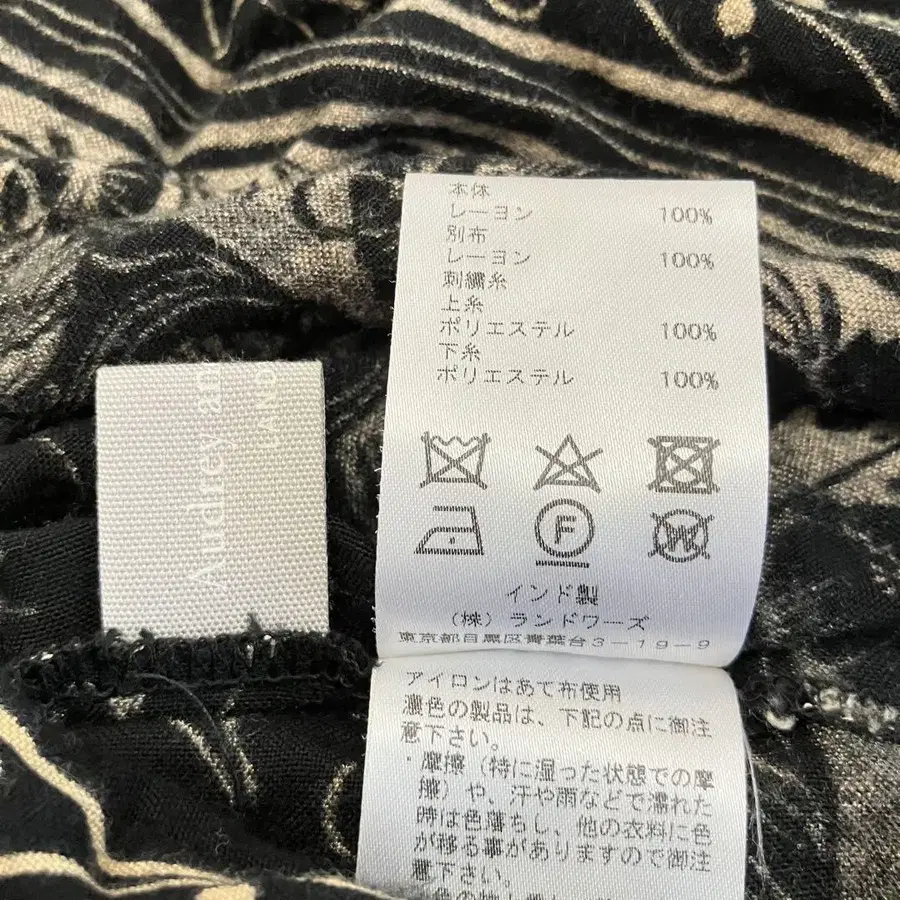 Audrey an
LAN
本体
レーヨン 100%
別布
レーヨン 100%
刺繍糸
上糸
ポリエステル 100%
下糸
ポリエステル 100%
F
W
インド製
(株)ランドワーズ
東京都目黒区青葉台3-19-9
アイロンはあて布使用
濃色の製品は、下記の点に御注
意下さい。
・摩擦(特に湿った状態での摩
擦)や、汗や雨などで濡れた
時は色落ちし、他の衣料に色
が移る事がありますので御注
意下さい。